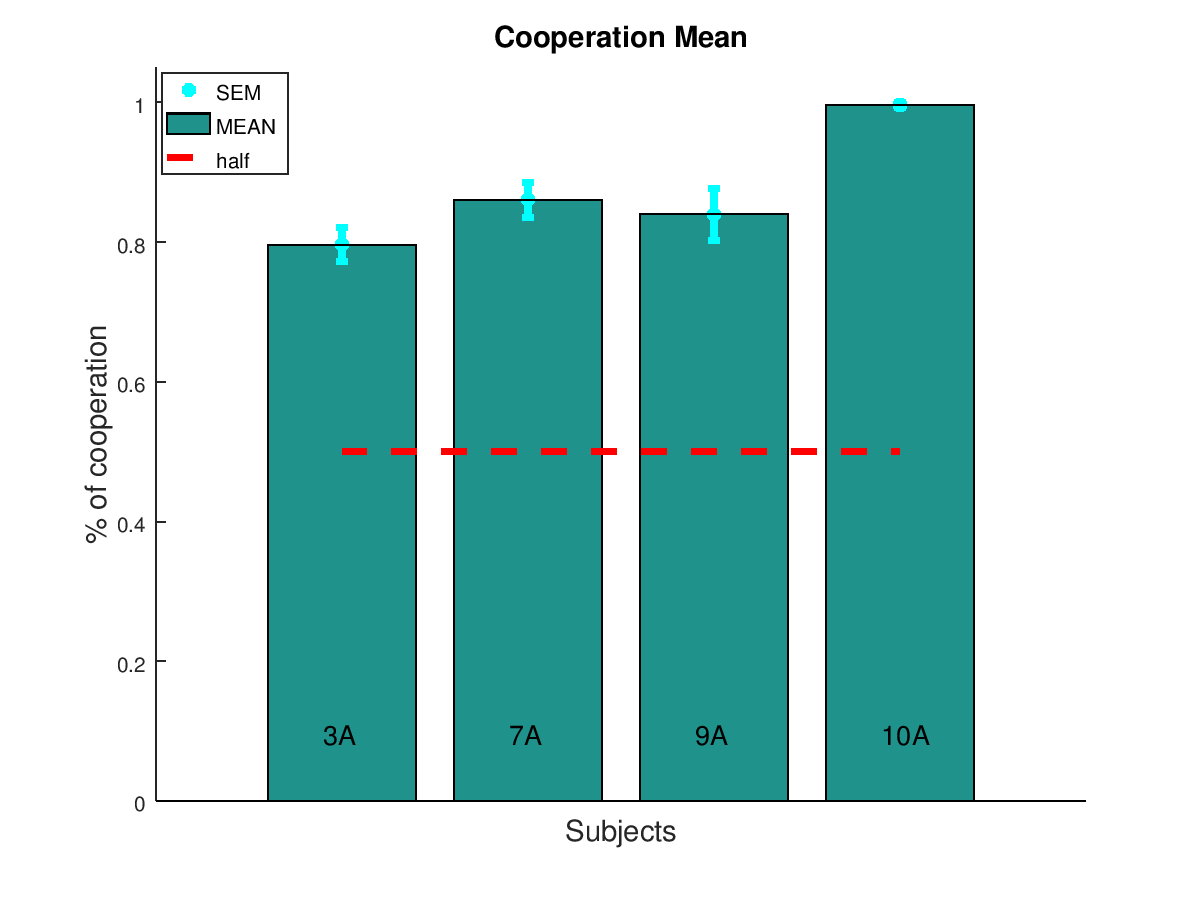 Cooperation Mean
SEM
MEAN
half
1
0.8
0.6
0.4
0.2
0
% of cooperation
3A
7A
9A
10A
Subjects